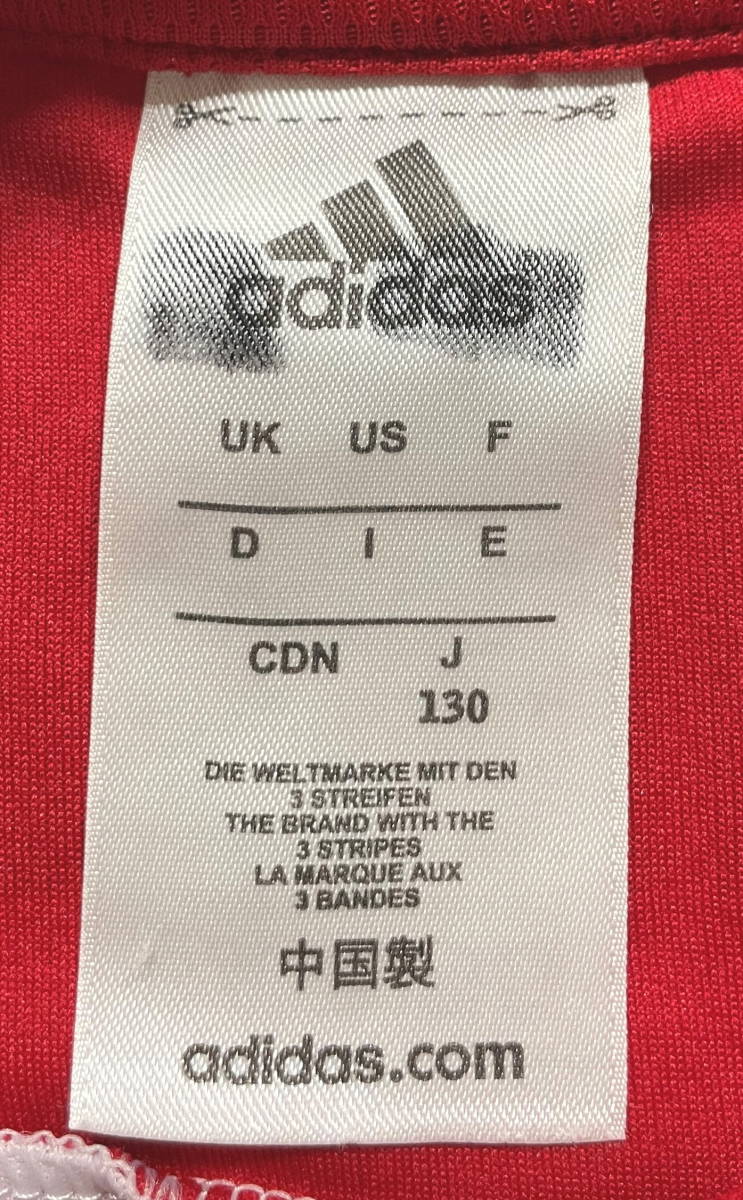 adidas
UK US F
D I E
CDN J
130
DIE WELTMARKE MIT DEN
3 STREIFEN
THE BRAND WITH THE
3 STRIPES
LA MARQUE AUX
3 BANDES
中国製
adidas.com